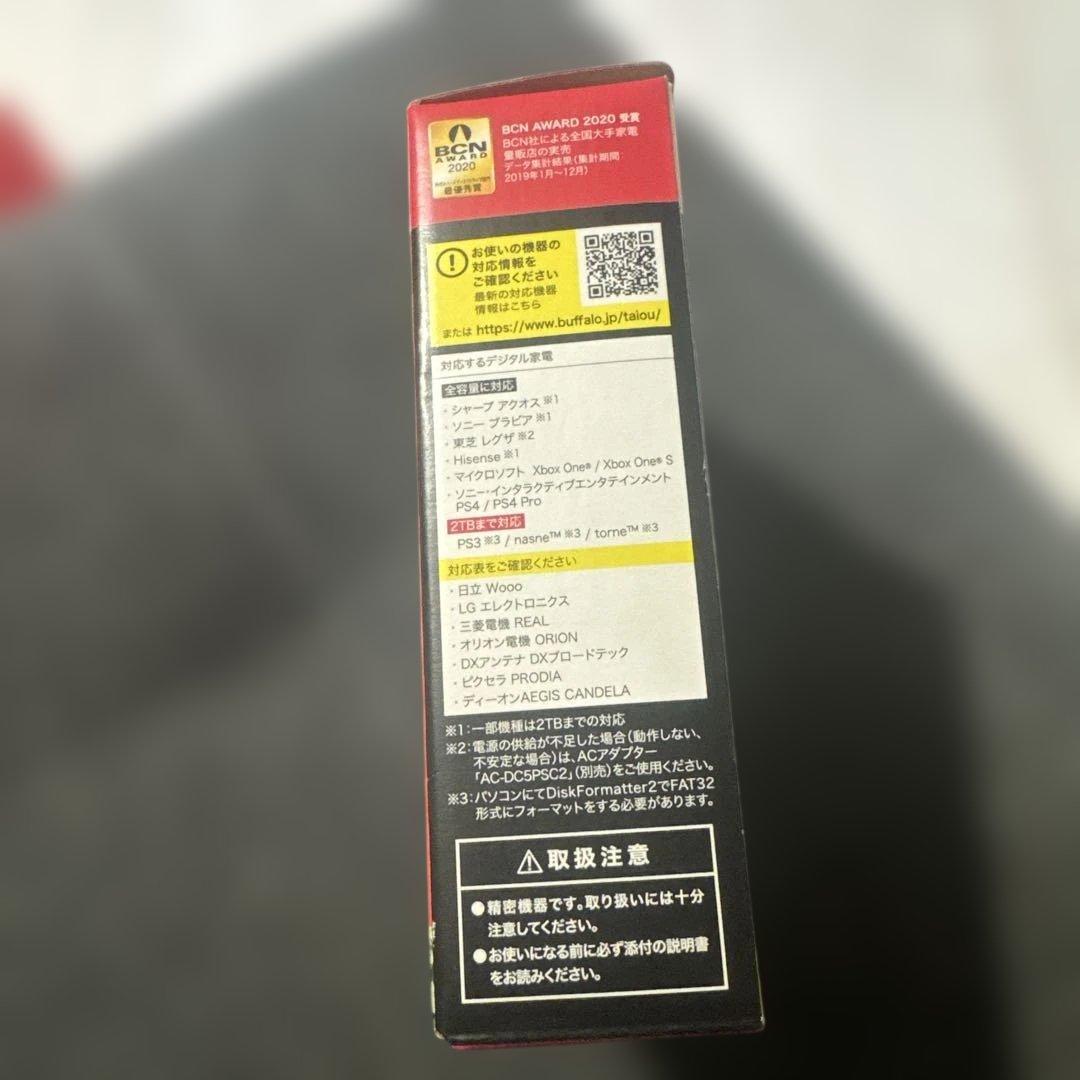 BCN
AWARD
2020
最優秀賞
BCN AWARD 2020 受賞
BCN社による全国大手家電
量販店の実売
データ集計結果(集計期間:
2019年1月〜12月)
お使いの機器の
対応情報を
ご確認ください
最新の対応機器
情報はこちら
または https://www.buffalo.jp/taiou/
対応するデジタル家電
全容量に対応
・シャープ アクオス※1
・ソニー ブラビア※1
・東芝 レグザ※2
・Hisense※1
・マイクロソフト Xbox One® / Xbox One® S
・ソニー・インタラクティブエンタテインメント
PS4 / PS4 Pro
2TBまで対応
PS3※3 / nasne™※3 / torne™※3
対応表をご確認ください
・日立 Wooo
・LG エレクトロニクス
・三菱電機 REAL
・オリオン電機 ORION
・DXアンテナ DXブロードテック
・ピクセラ PRODIA
・ディーオンAEGIS CANDELA
※1:一部機種は2TBまでの対応
※2:電源の供給が不足した場合(動作しない、
不安定な場合)は、ACアダプター
「AC-DC5PSC2」(別売)をご使用ください。
※3:パソコンにてDiskFormatter2でFAT32
形式にフォーマットをする必要があります。
取扱注意
●精密機器です。取り扱いには十分
注意してください。
●お使いになる前に必ず添付の説明書
をお読みください。